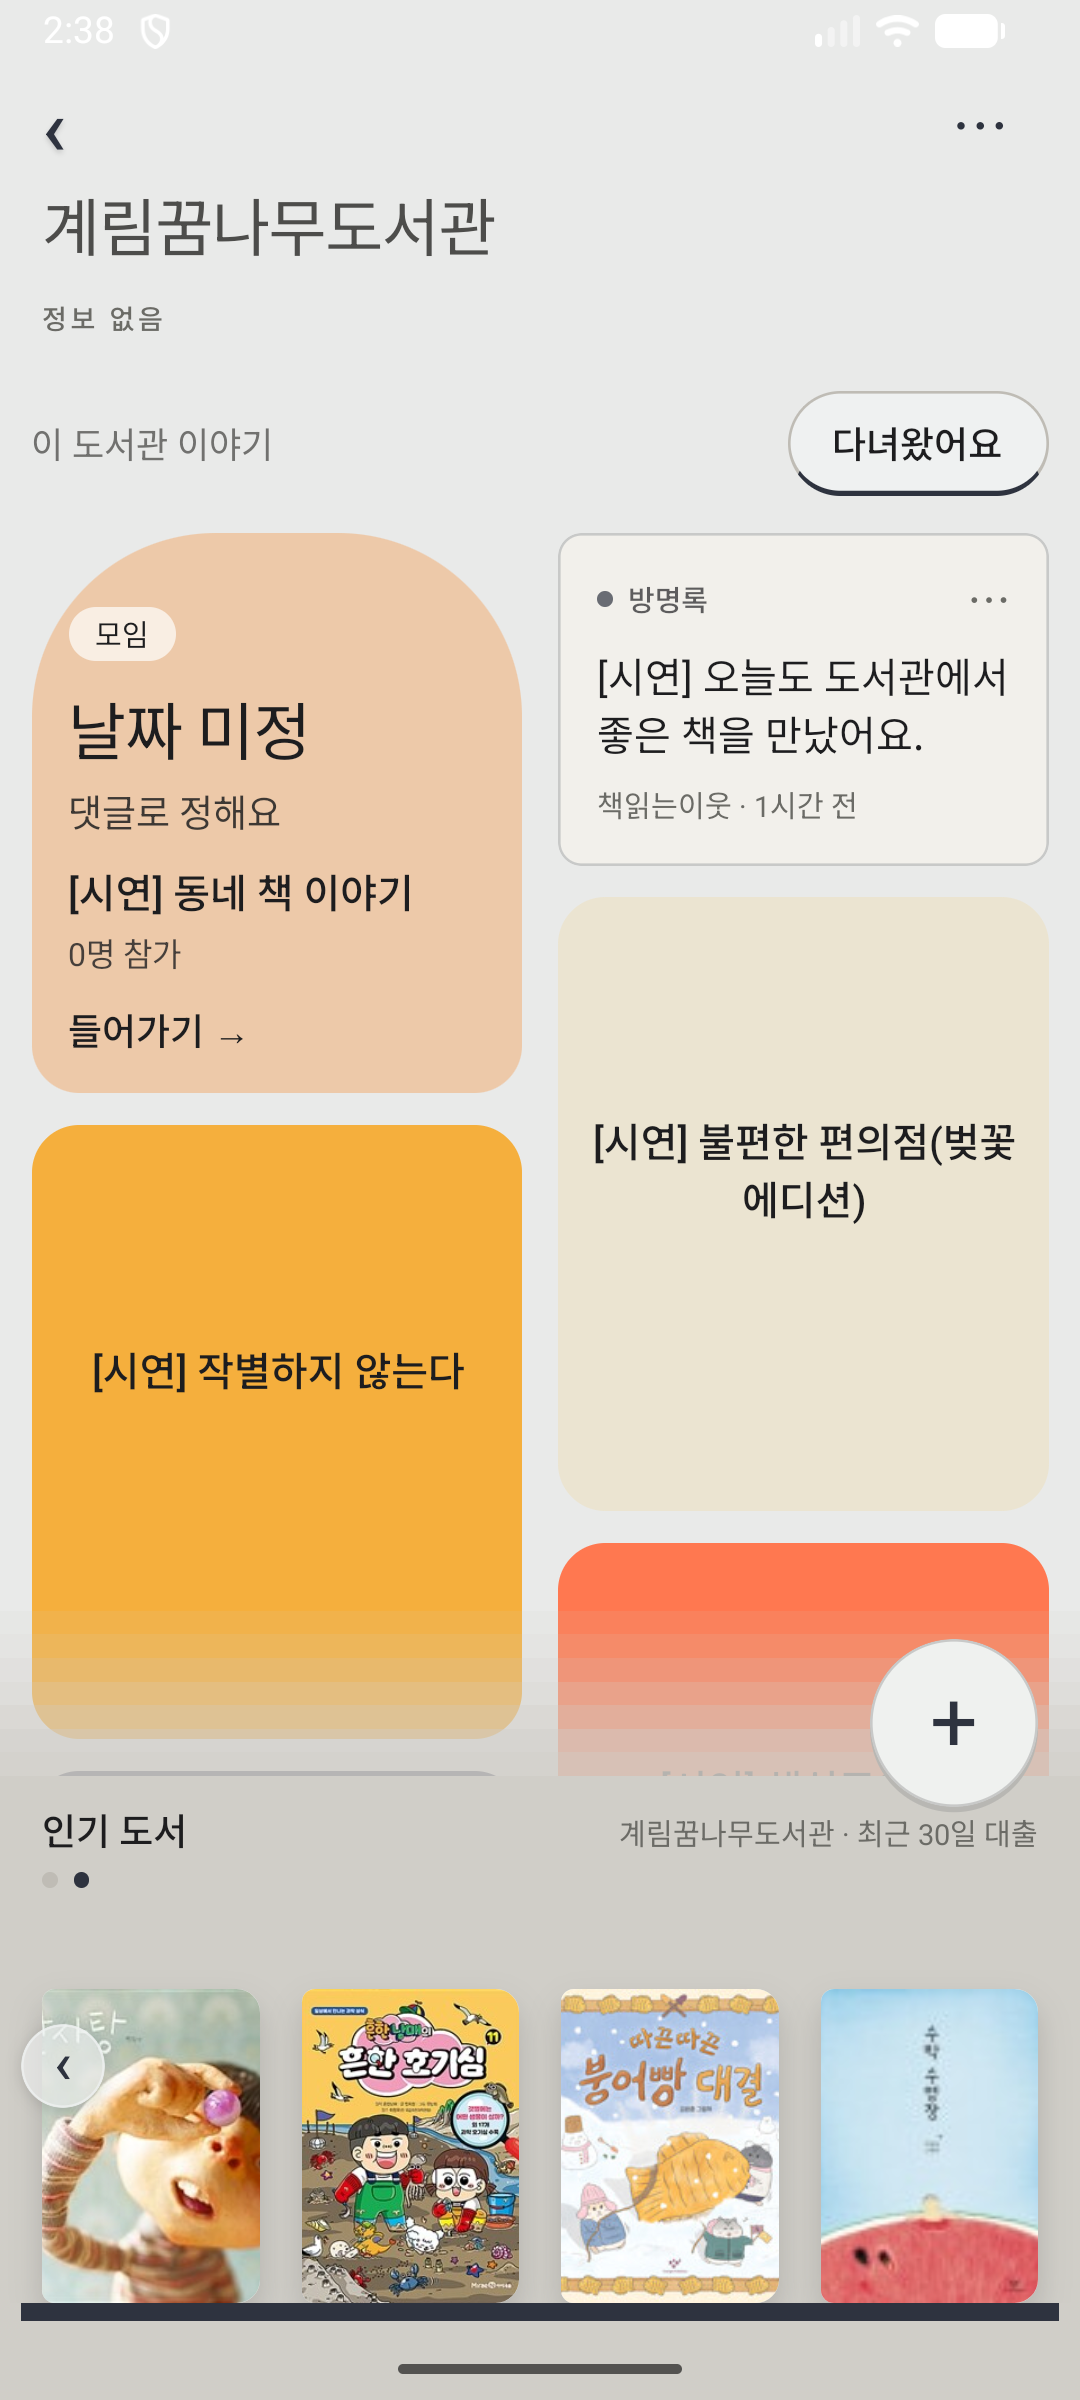 2:38
계림꿈나무도서관
정보 없음
이 도서관 이야기
다녀왔어요
모임
날짜 미정
댓글로 정해요
[시연] 동네 책 이야기
0명 참가
들어가기 →
방명록
[시연] 오늘도 도서관에서
좋은 책을 만났어요.
책읽는이웃 · 1시간 전
[시연] 불편한 편의점(벚꽃
에디션)
[시연] 작별하지 않는다
인기 도서
계림꿈나무도서관 · 최근 30일 대출
사탕
흔한남매의
흔한 호기심
11
따끈따끈
붕어빵 대결
수박 수영장